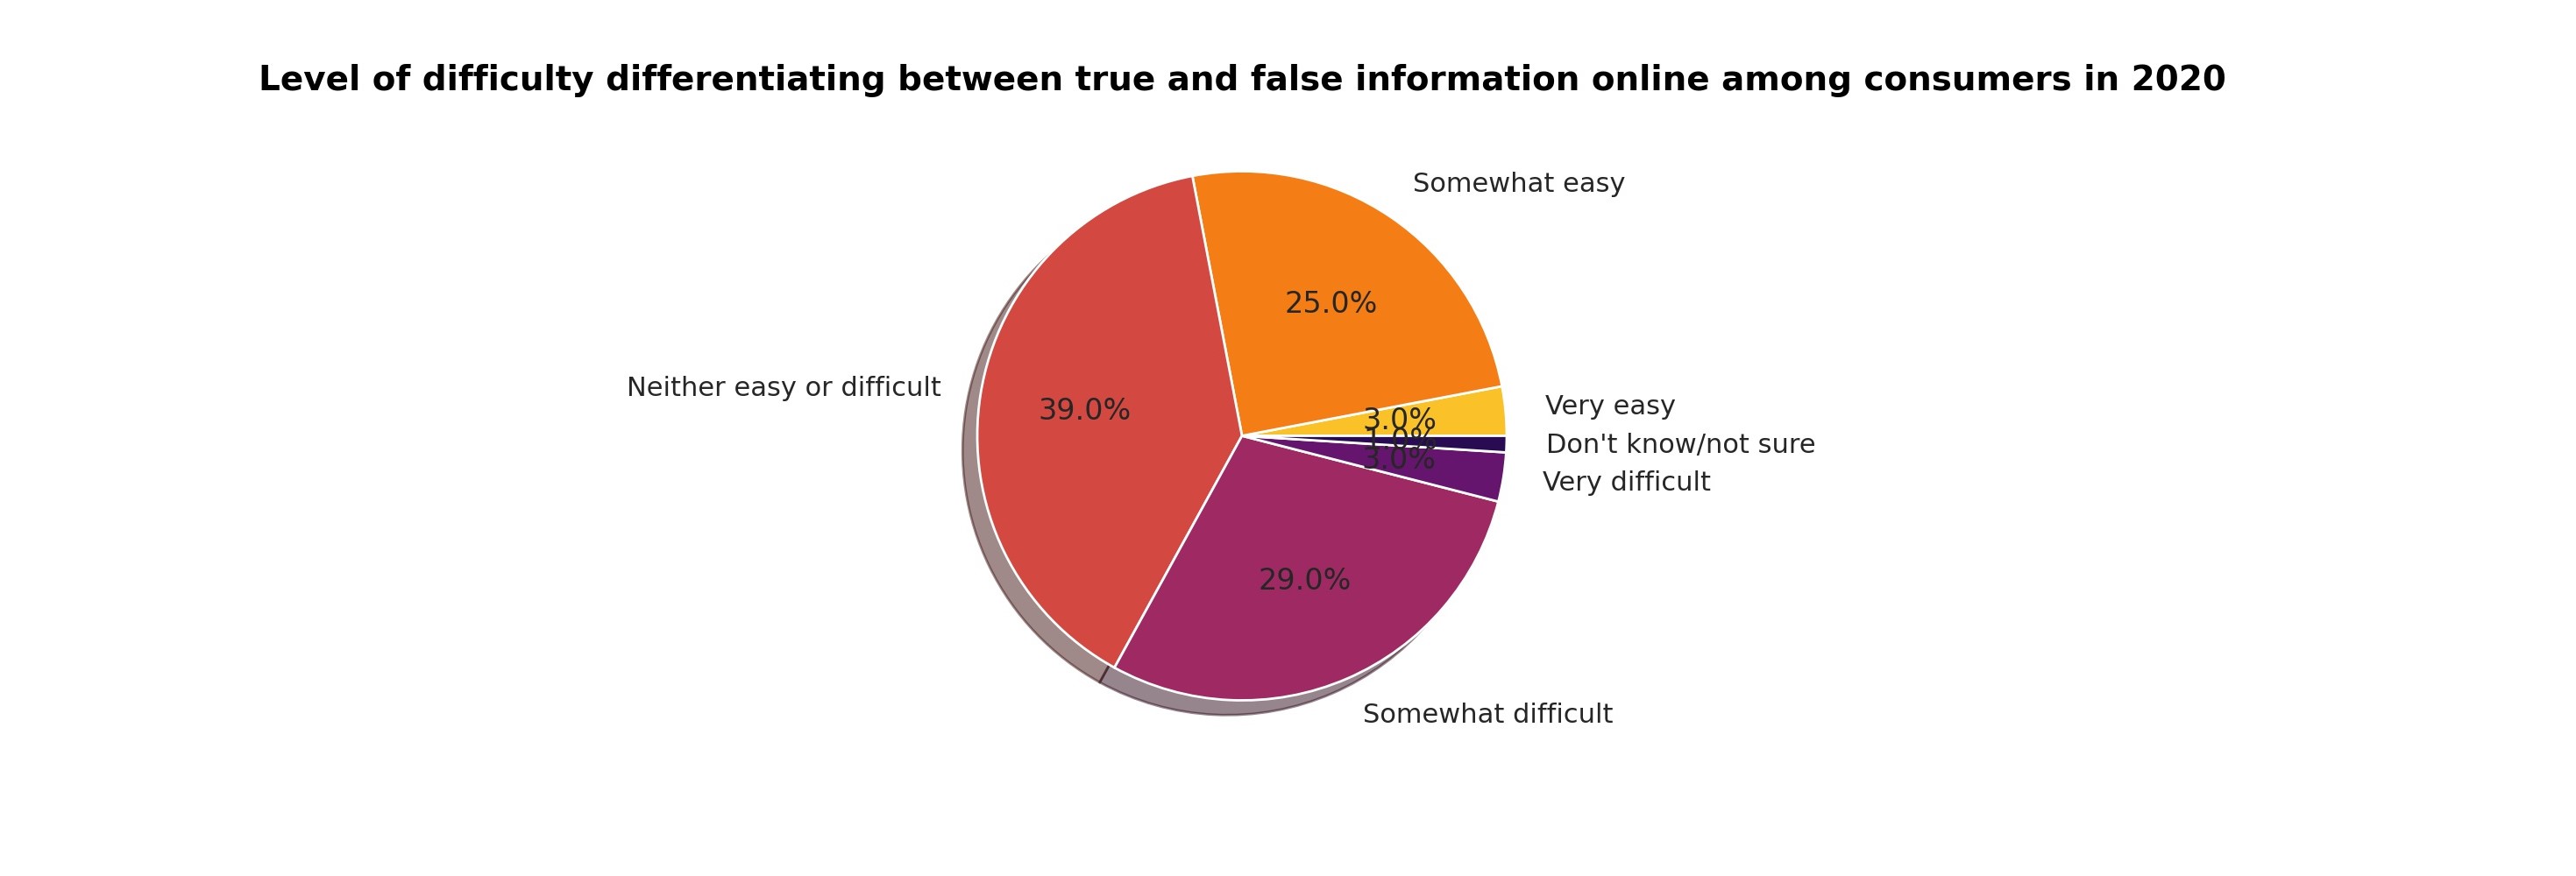 Level of difficulty differentiating between true and false information online among consumers in 2020
Somewhat easy
25.0%
Neither easy or difficult
39.0%
3.0%
Very easy
1.0%
Don't know/not sure
3.0%
Very difficult
29.0%
Somewhat difficult